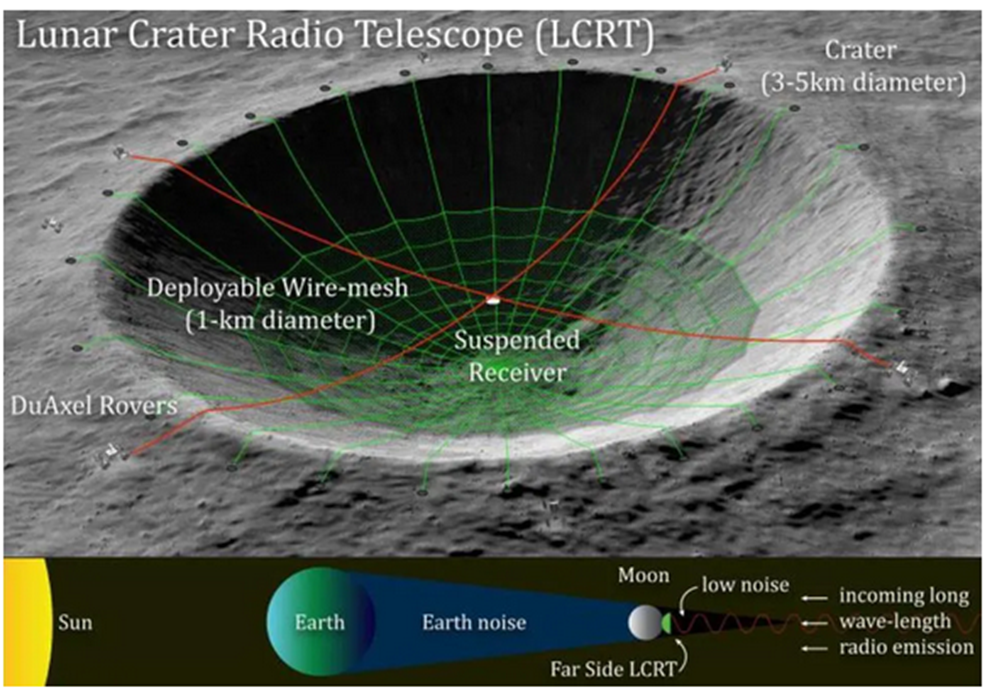 Lunar Crater Radio Telescope (LCRT)
Crater
(3-5km diameter)
Deployable Wire-mesh
(1-km diameter)
Suspended
Receiver
DuAxel Rovers
Sun
Earth
Earth noise
Moon
low noise
Far Side LCRT
incoming long
wave-length
radio emission